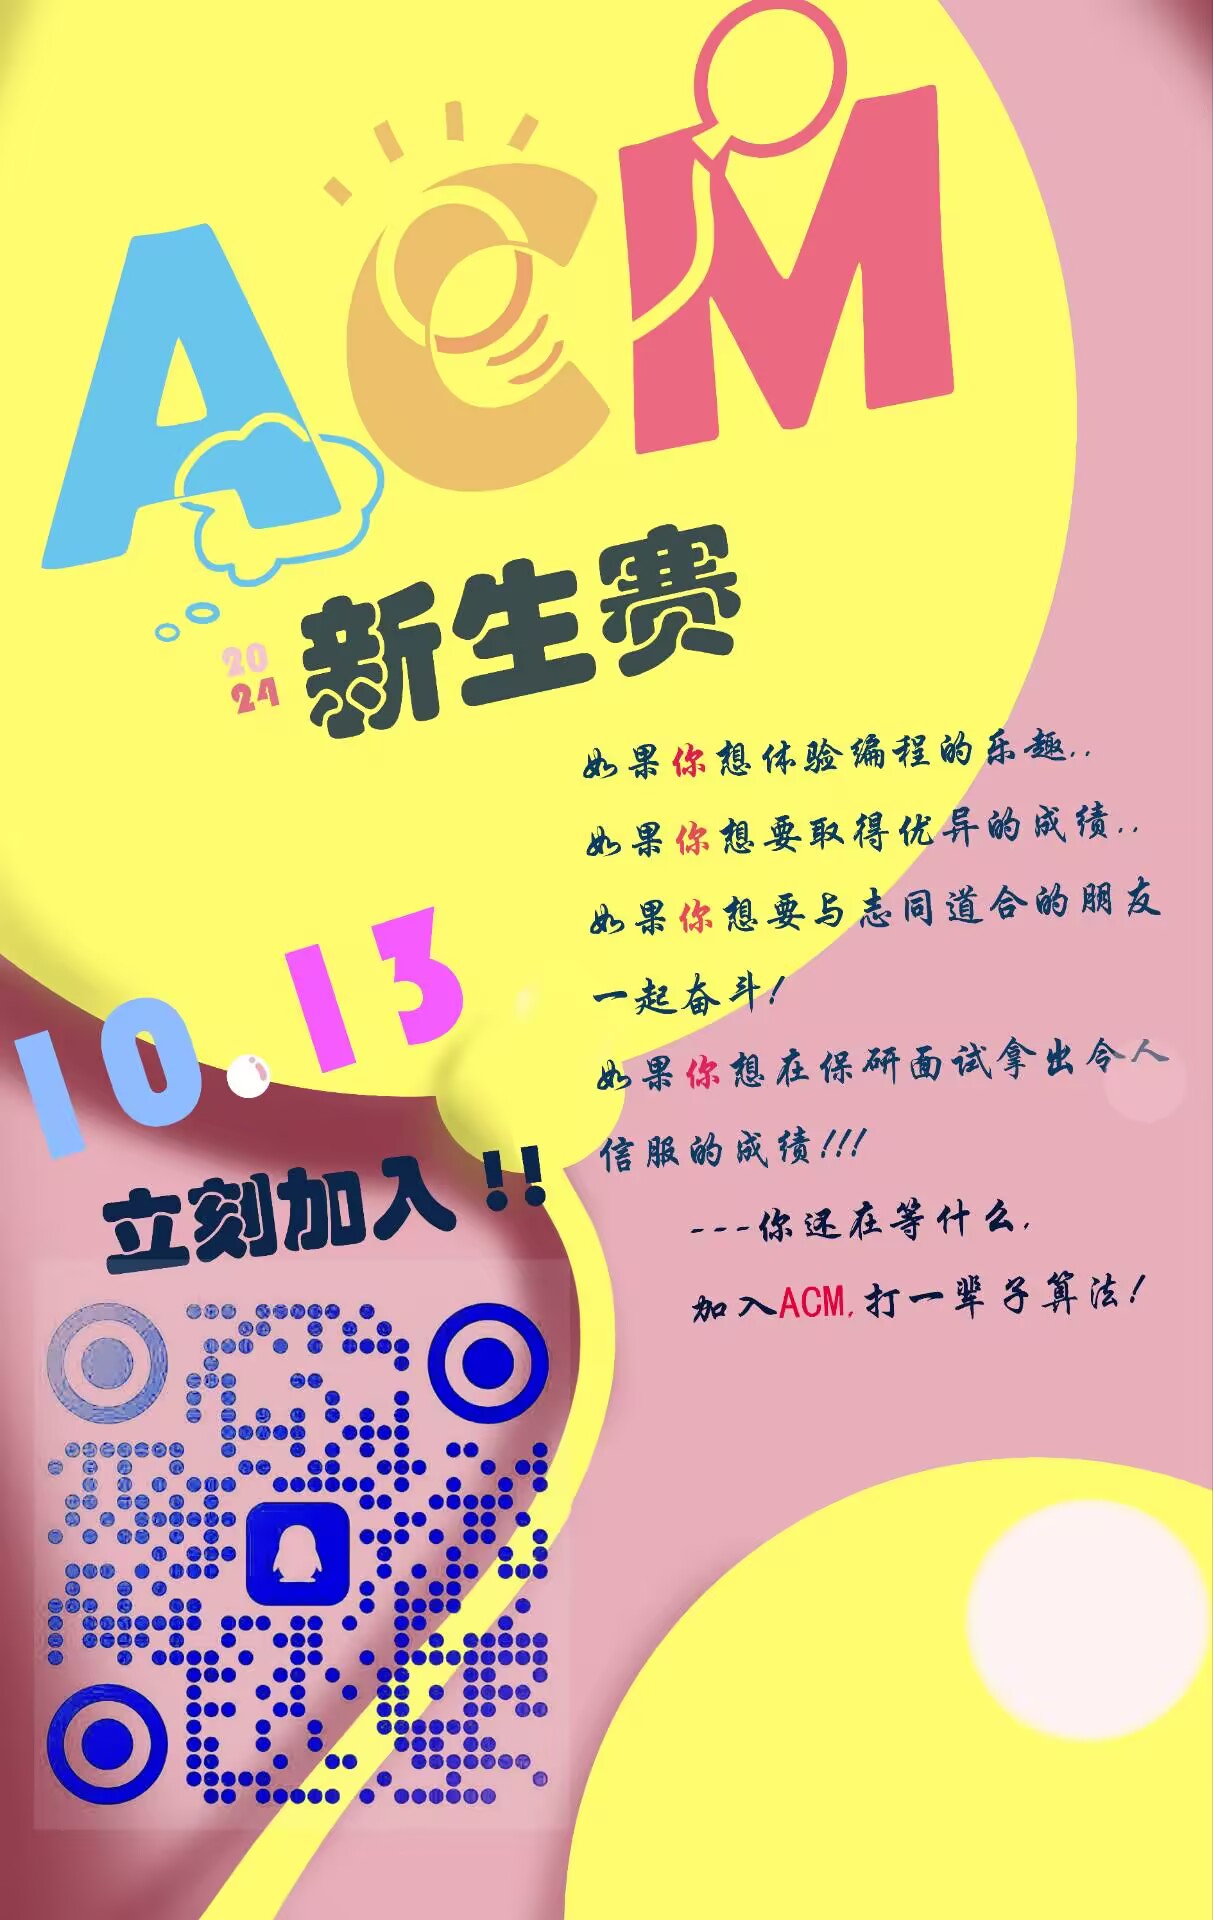 ACM
2024
新生赛
如果你想体验编程的乐趣..
如果你想要取得优异的成绩..
如果你想要与志同道合的朋友
一起奋斗!
如果你想在保研面试拿出令人
信服的成绩!!!
---你还在等什么,
加入ACM,打一辈子算法!
10.13
立刻加入!!